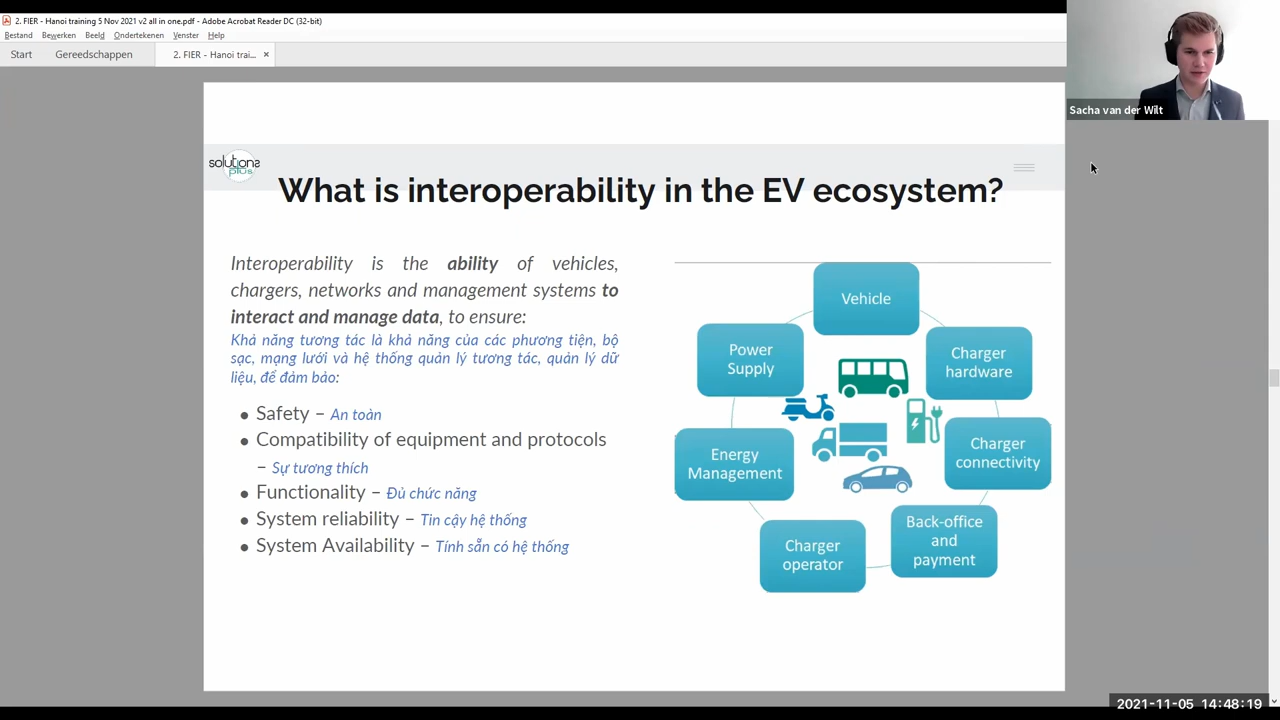 2. FIER - Hanoi training 5 Nov 2021 v2 all in one.pdf - Adobe Acrobat Reader DC (32-bit)
Bestand Bewerken Beeld Ondertekenen Venster Help
Start Gereedschappen 2. FIER - Hanoi trai... ×
Sacha van der Wilt
solutions
plus
What is interoperability in the EV ecosystem?
Interoperability is the ability of vehicles,
chargers, networks and management systems to
interact and manage data, to ensure:
Khả năng tương tác là khả năng của các phương tiện, bộ
sạc, mạng lưới và hệ thống quản lý tương tác, quản lý dữ
liệu, để đảm bảo:
● Safety – An toàn
● Compatibility of equipment and protocols
– Sự tương thích
● Functionality – Đủ chức năng
● System reliability – Tin cậy hệ thống
● System Availability – Tính sẵn có hệ thống
Vehicle
Power
Supply
Charger
hardware
Energy
Management
Charger
connectivity
Charger
operator
Back-office
and
payment
2021-11-05 14:48:19